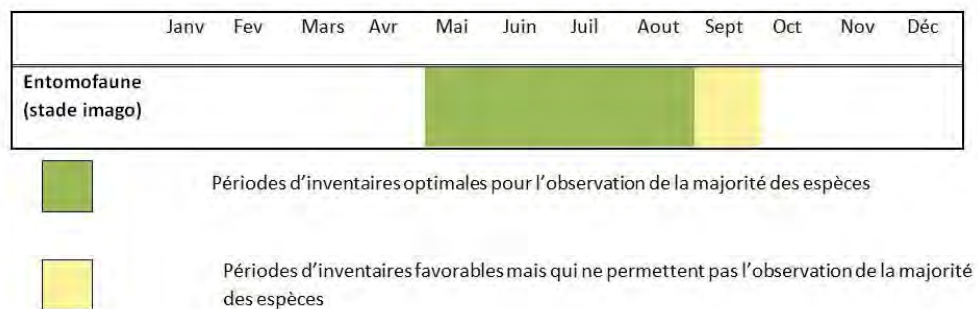 Janv Fev Mars Avr Mai Juin Juil Aout Sept Oct Nov Déc
Entomofaune
(stade imago)
Périodes d'inventaires optimales pour l'observation de la majorité des espèces
Périodes d'inventaires favorables mais qui ne permettent pas l'observation de la majorité
des espèces